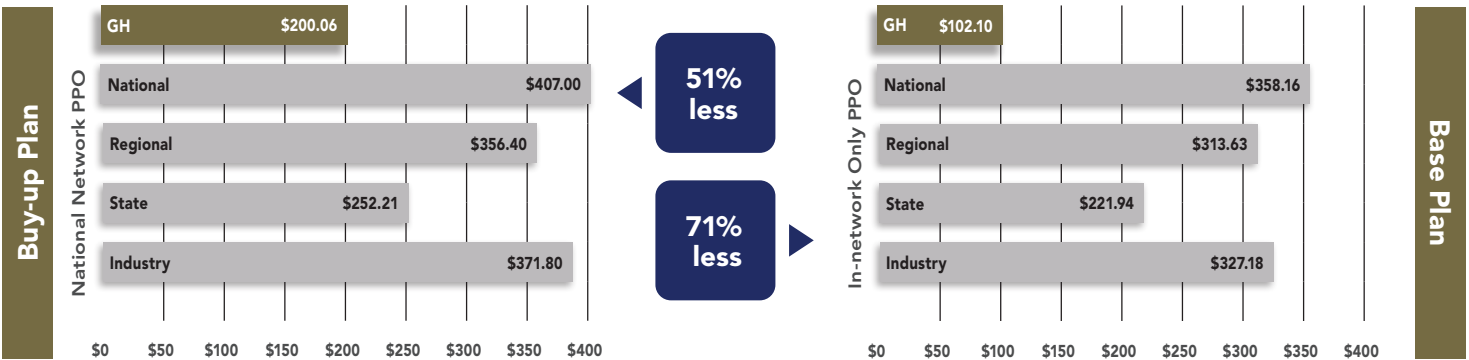 Buy-up Plan
National Network PPO
GH $200.06
National $407.00
Regional $356.40
State $252.21
Industry $371.80
$0 $50 $100 $150 $200 $250 $300 $350 $400
51%
less
71%
less
In-network Only PPO
GH $102.10
National $358.16
Regional $313.63
State $221.94
Industry $327.18
$0 $50 $100 $150 $200 $250 $300 $350 $400
Base Plan